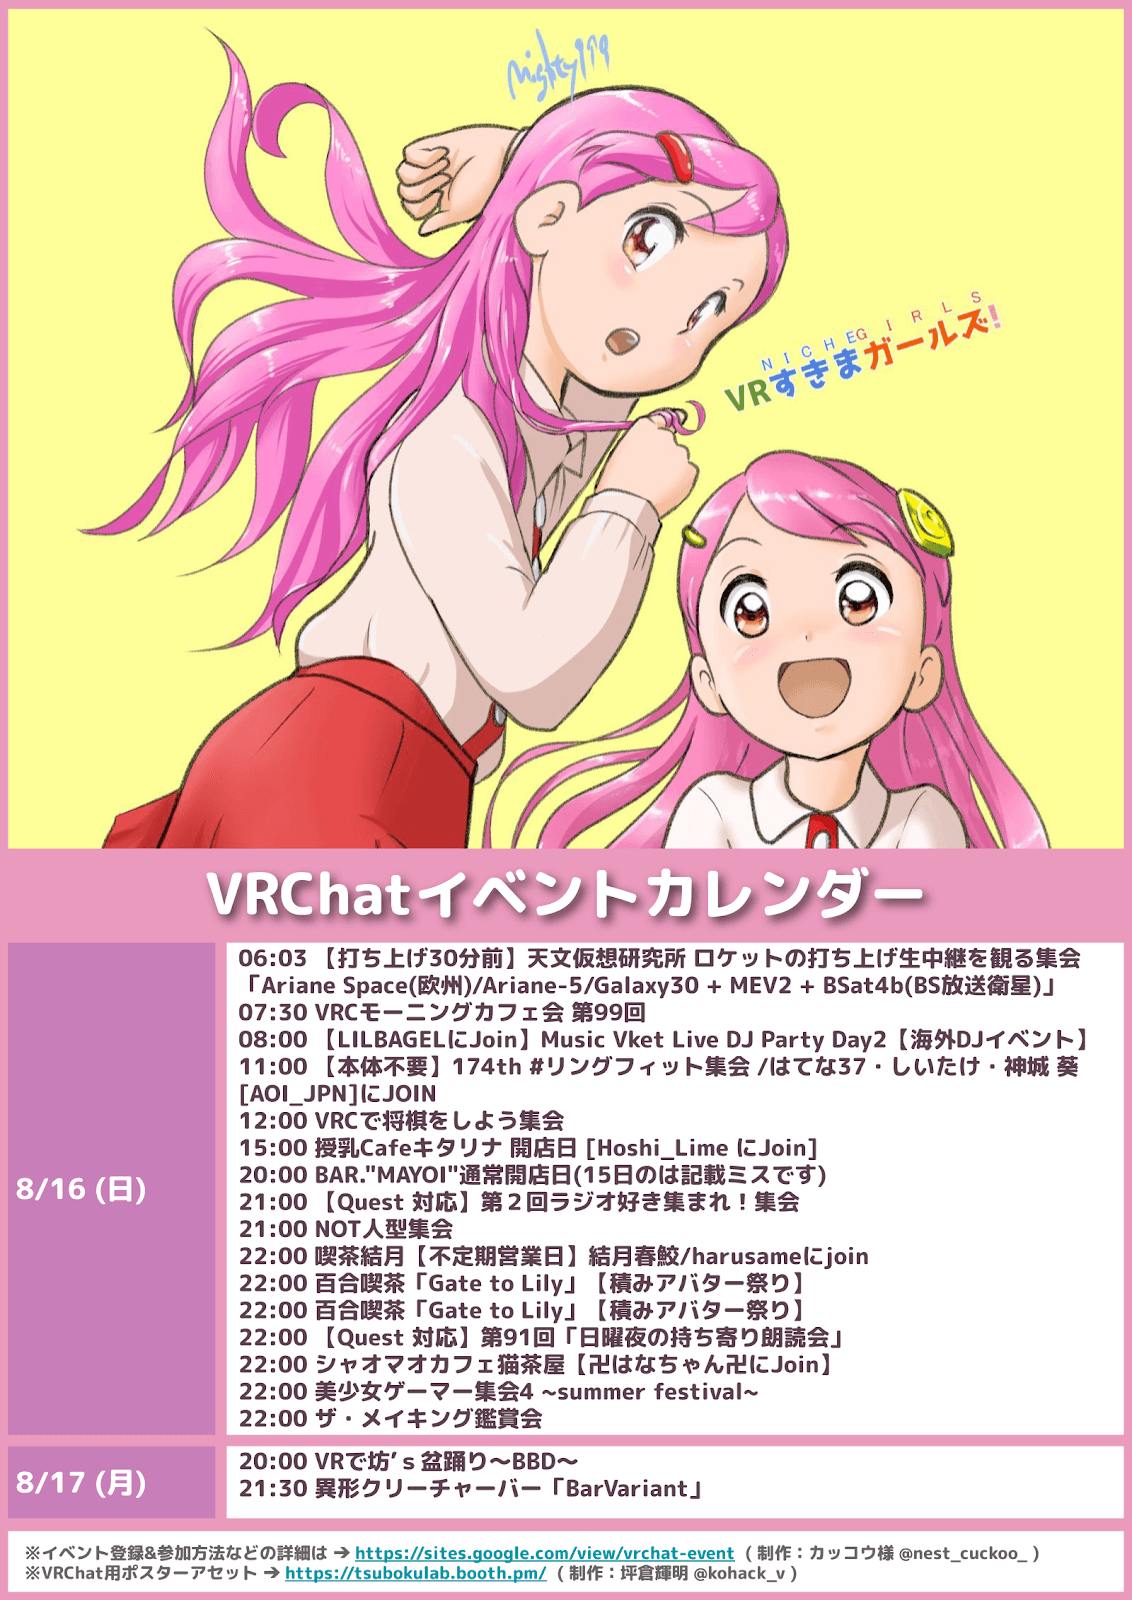 mighty999
NICHE GIRLS
VRすきまガールズ!
VRChatイベントカレンダー
8/16 (日)
06:03 【打ち上げ30分前】天文仮想研究所 ロケットの打ち上げ生中継を観る集会
「Ariane Space(欧州)/Ariane-5/Galaxy30 + MEV2 + BSat4b(BS放送衛星)」
07:30 VRCモーニングカフェ会 第99回
08:00 【LILBAGELにJoin】Music Vket Live DJ Party Day2【海外DJイベント】
11:00 【本体不要】174th #リングフィット集会 /はてな37・しいたけ・神城 葵
[AOI_JPN]にJOIN
12:00 VRCで将棋をしよう集会
15:00 授乳Cafeキタリナ 開店日 [Hoshi_Lime にJoin]
20:00 BAR."MAYOI"通常開店日(15日のは記載ミスです)
21:00 【Quest 対応】第２回ラジオ好き集まれ！集会
21:00 NOT人型集会
22:00 喫茶結月【不定期営業日】結月春鮫/harusameにjoin
22:00 百合喫茶「Gate to Lily」【積みアバター祭り】
22:00 百合喫茶「Gate to Lily」【積みアバター祭り】
22:00 【Quest 対応】第91回「日曜夜の持ち寄り朗読会」
22:00 シャオマオカフェ猫茶屋【卍はなちゃん卍にJoin】
22:00 美少女ゲーマー集会4 ~summer festival~
22:00 ザ・メイキング鑑賞会
8/17 (月)
20:00 VRで坊’ｓ盆踊り～BBD～
21:30 異形クリーチャーバー「BarVariant」
※イベント登録&参加方法などの詳細は → https://sites.google.com/view/vrchat-event （制作：カッコウ様 @nest_cuckoo_ )
※VRChat用ポスターアセット → https://tsubokulab.booth.pm/ （制作：坪倉輝明 @kohack_v )